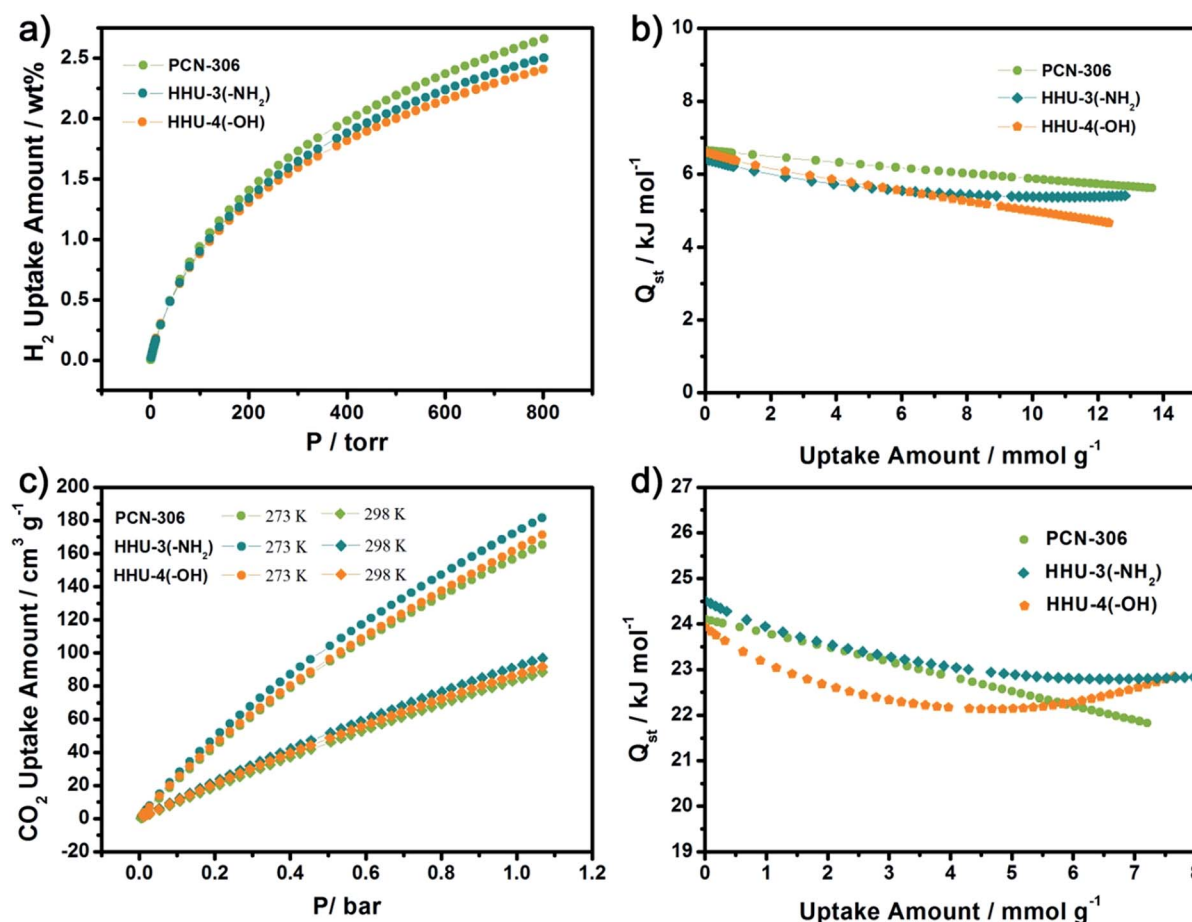 a)
H₂ Uptake Amount / wt%
2.5
2.0
1.5
1.0
0.5
0.0
PCN-306
HHU-3(-NH₂)
HHU-4(-OH)
0 200 400 600 800
P / torr
b)
Qst / kJ mol⁻¹
10
8
6
4
2
0
PCN-306
HHU-3(-NH₂)
HHU-4(-OH)
0 2 4 6 8 10 12 14
Uptake Amount / mmol g⁻¹
c)
CO₂ Uptake Amount / cm³ g⁻¹
200
180
160
140
120
100
80
60
40
20
0
-20
PCN-306 273 K 298 K
HHU-3(-NH₂) 273 K 298 K
HHU-4(-OH) 273 K 298 K
0.0 0.2 0.4 0.6 0.8 1.0 1.2
P/ bar
d)
Qst / kJ mol⁻¹
27
26
25
24
23
22
21
20
19
PCN-306
HHU-3(-NH₂)
HHU-4(-OH)
0 1 2 3 4 5 6 7 8
Uptake Amount / mmol g⁻¹